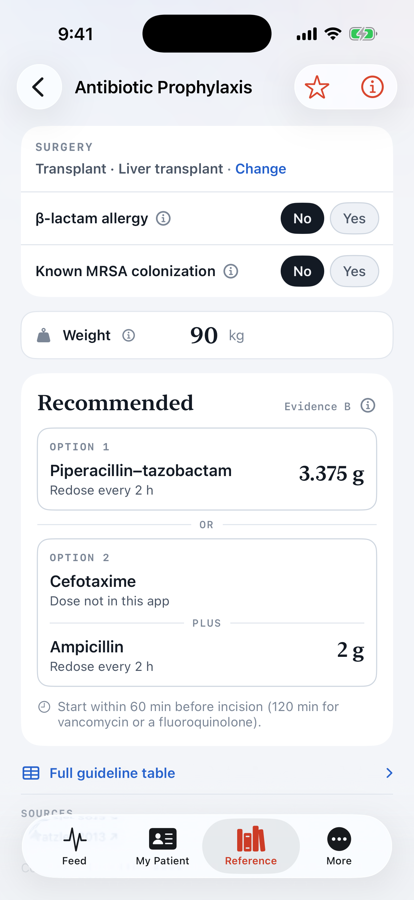 9:41
Antibiotic Prophylaxis
SURGERY
Transplant · Liver transplant · Change
β-lactam allergy
No
Yes
Known MRSA colonization
No
Yes
Weight
90 kg
Recommended
Evidence B
OPTION 1
Piperacillin–tazobactam
3.375 g
Redose every 2 h
OR
OPTION 2
Cefotaxime
Dose not in this app
PLUS
Ampicillin
2 g
Redose every 2 h
Start within 60 min before incision (120 min for
vancomycin or a fluoroquinolone).
Full guideline table
SOURCES
Feed
My Patient
Reference
More